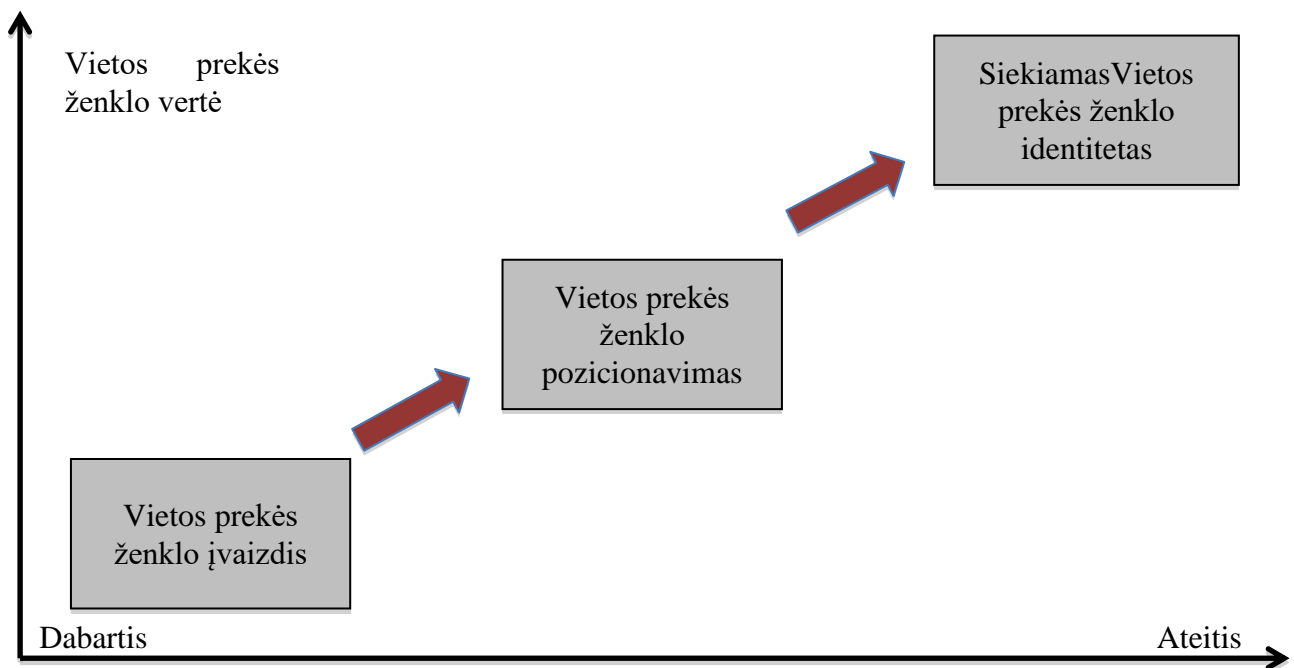 Vietos prekės
ženklo vertė
SiekiamasVietos
prekės ženklo
identitetas
Vietos prekės
ženklo
pozicionavimas
Vietos prekės
ženklo įvaizdis
Dabartis
Ateitis